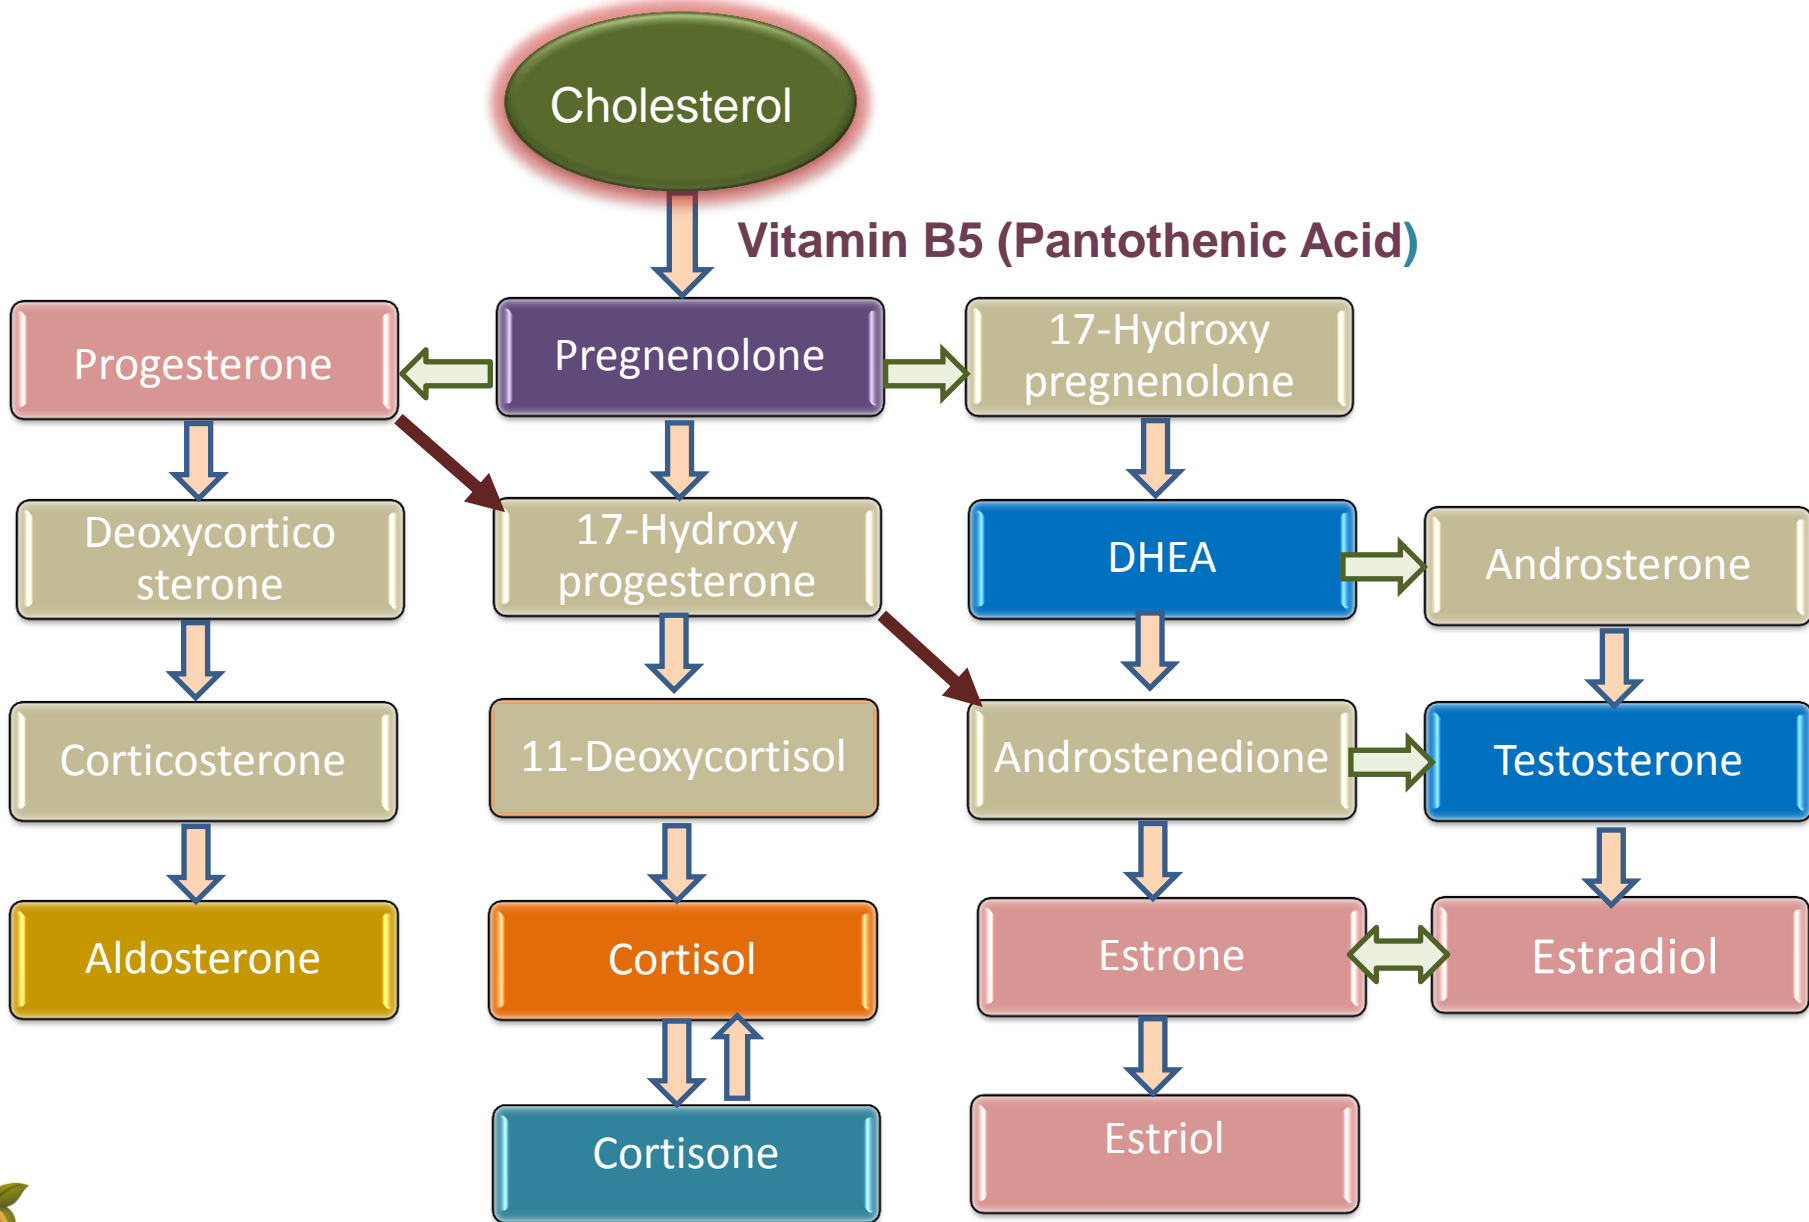 Cholesterol
Vitamin B5 (Pantothenic Acid)
Progesterone
Pregnenolone
17-Hydroxy
pregnenolone
Deoxycortico
sterone
17-Hydroxy
progesterone
DHEA
Androsterone
Corticosterone
11-Deoxycortisol
Androstenedione
Testosterone
Aldosterone
Cortisol
Estrone
Estradiol
Cortisone
Estriol